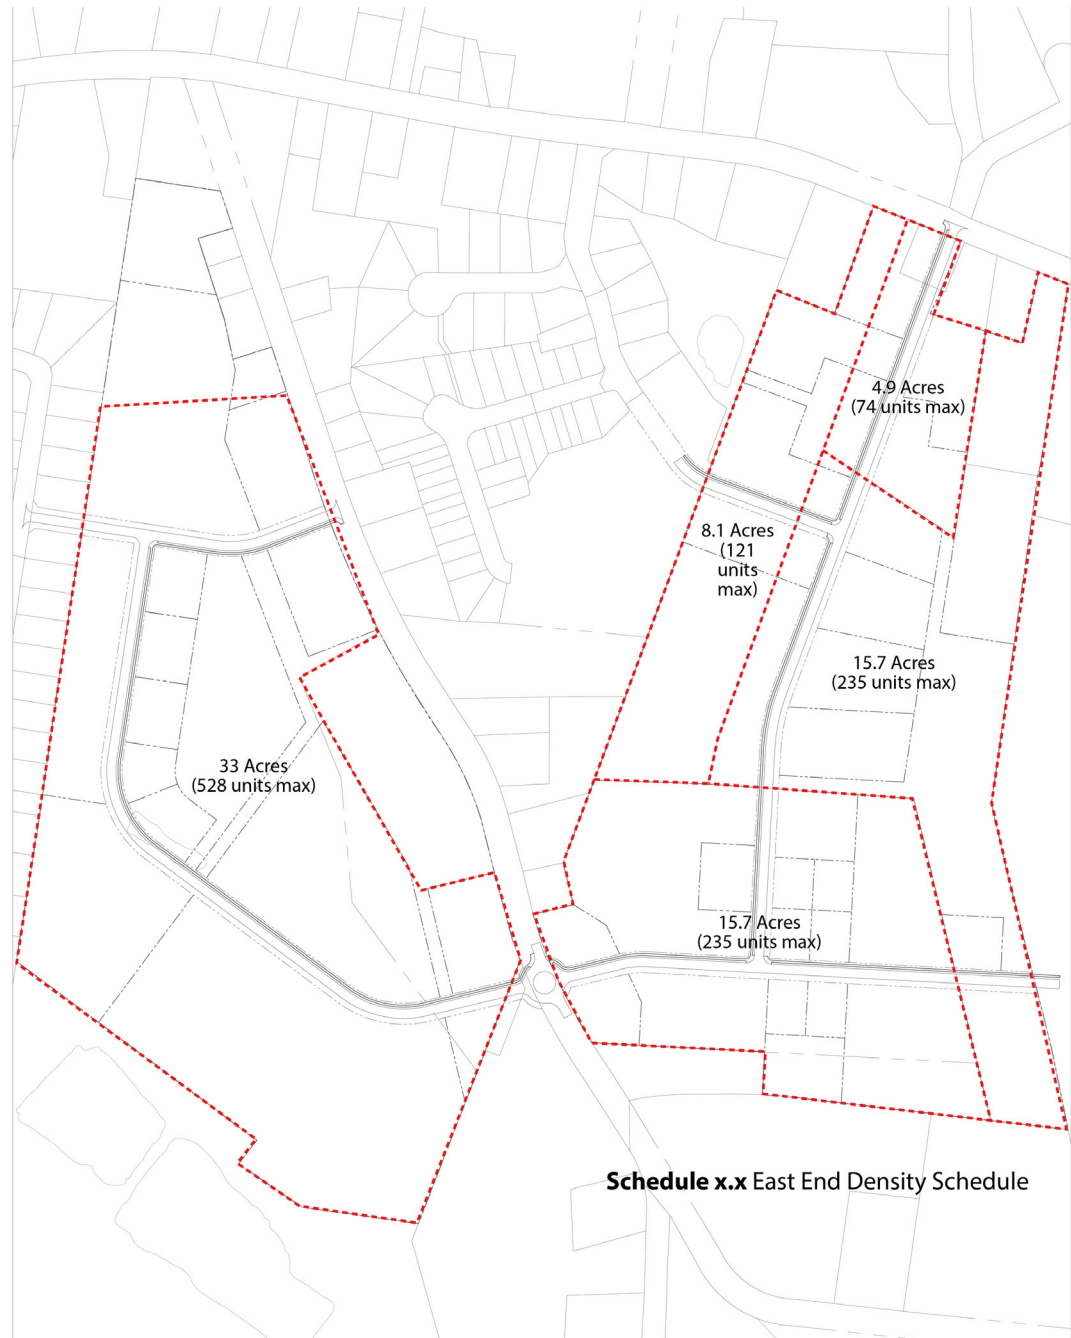 4.9 Acres
(74 units max)
8.1 Acres
(121
units
max)
15.7 Acres
(235 units max)
33 Acres
(528 units max)
15.7 Acres
(235 units max)
Schedule x.x East End Density Schedule